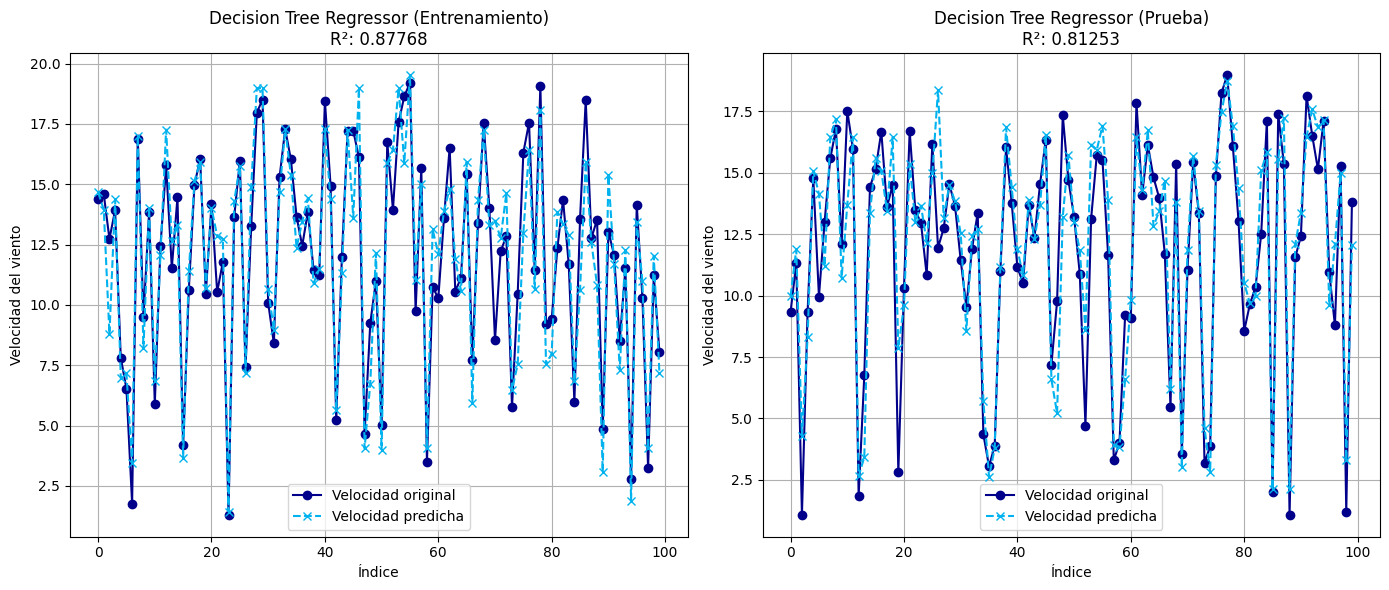 Decision Tree Regressor (Entrenamiento)
R²: 0.87768
Velocidad del viento
20.0
17.5
15.0
12.5
10.0
7.5
5.0
2.5
0
20
40
60
80
100
Índice
Velocidad original
Velocidad predicha
Decision Tree Regressor (Prueba)
R²: 0.81253
Velocidad del viento
17.5
15.0
12.5
10.0
7.5
5.0
2.5
0
20
40
60
80
100
Índice
Velocidad original
Velocidad predicha